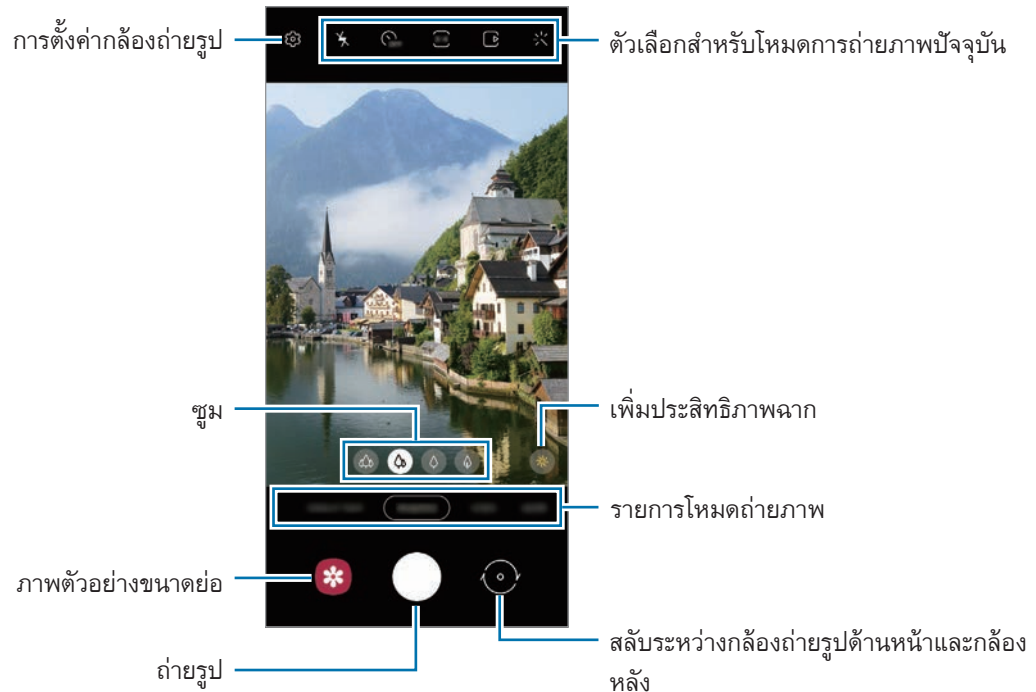 การตั้งค่ากล้องถ่ายรูป
ตัวเลือกสำหรับโหมดการถ่ายภาพปัจจุบัน
ซูม
เพิ่มประสิทธิภาพฉาก
รายการโหมดถ่ายภาพ
ภาพตัวอย่างขนาดย่อ
ถ่ายรูป
สลับระหว่างกล้องถ่ายรูปด้านหน้าและกล้อง
หลัง